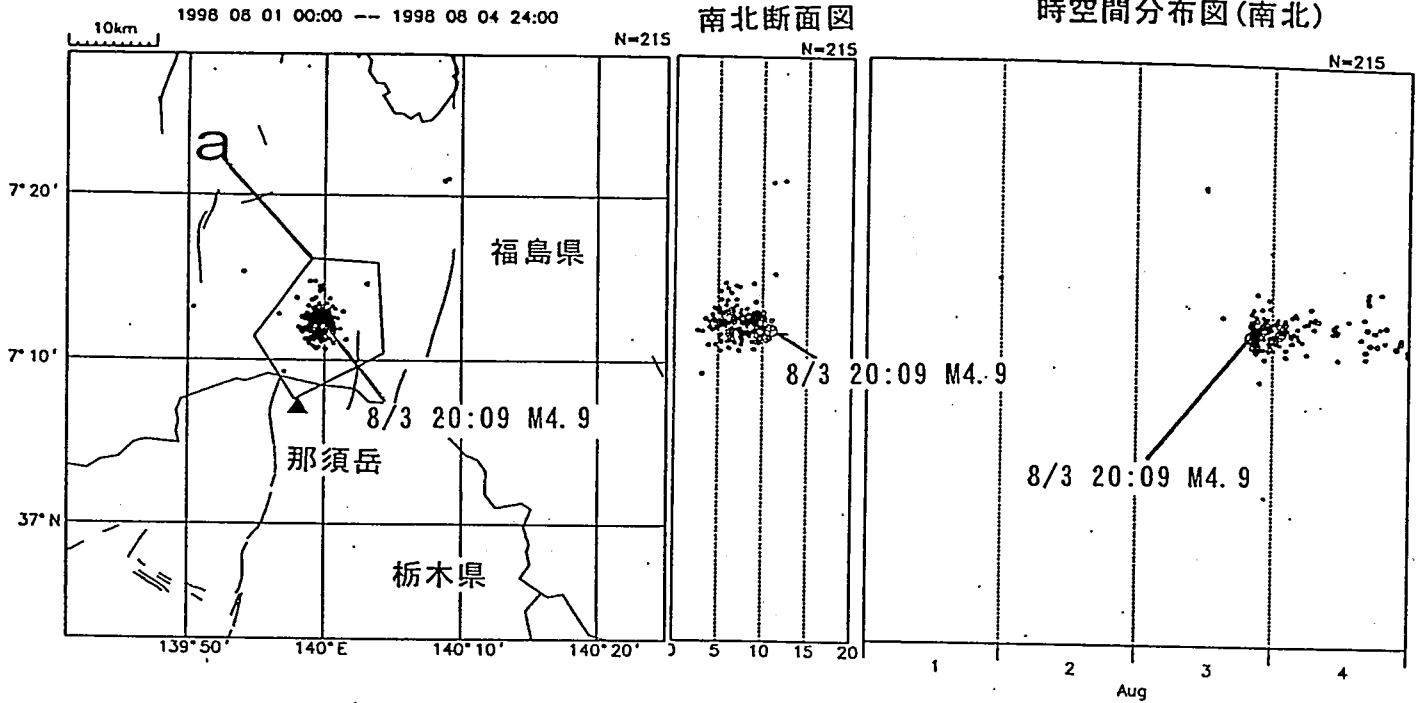 1998 08 01 00:00 -- 1998 08 04 24:00
10km
N=215
a
7°20'
福島県
7°10'
8/3 20:09 M4.9
那須岳
37°N
栃木県
139°50'
140°E
140°10'
140°20'
南北断面図
N=215
8/3 20:09 M4.9
5 10 15 20
時空間分布図(南北)
N=215
8/3 20:09 M4.9
1 2 3 4
Aug